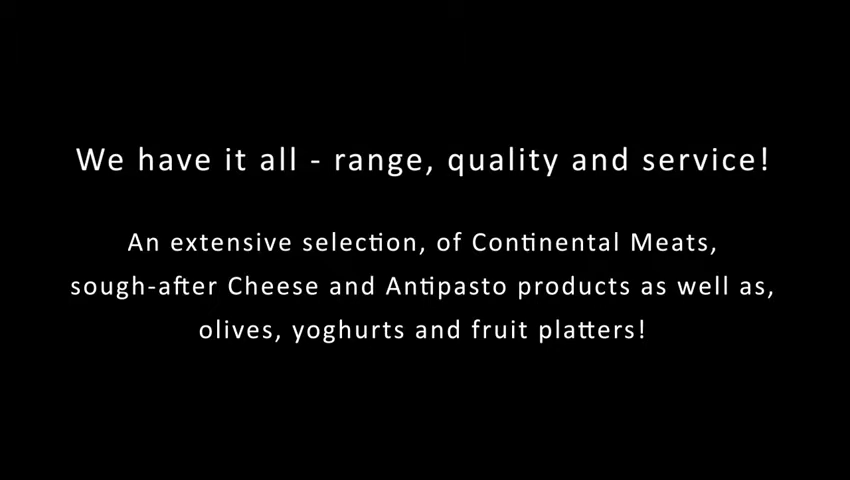 We have it all - range, quality and service!
An extensive selection, of Continental Meats,
sough-after Cheese and Antipasto products as well as,
olives, yoghurts and fruit platters!